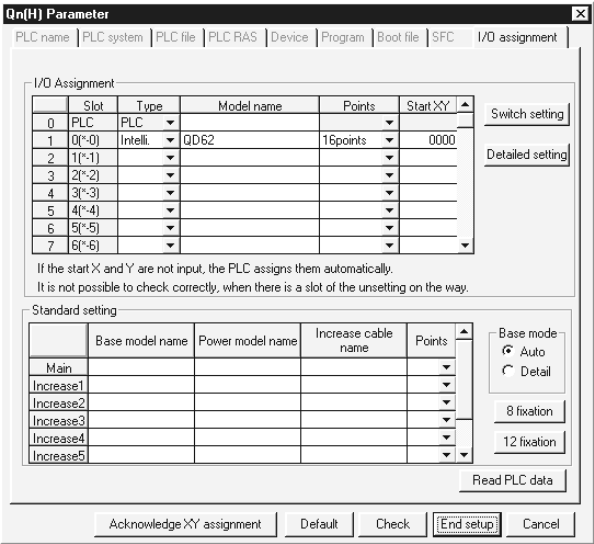 Qn(H) Parameter
PLC name PLC system PLC file PLC RAS Device Program Boot file SFC I/O assignment
I/O Assignment
Slot Type Model name Points Start XY
0 PLC PLC
1 0(*-0) Intelli. QD62 16points 0000
2 1(*-1)
3 2(*-2)
4 3(*-3)
5 4(*-4)
6 5(*-5)
7 6(*-6)
Switch setting
Detailed setting
If the start X and Y are not input, the PLC assigns them automatically.
It is not possible to check correctly, when there is a slot of the unsetting on the way.
Standard setting
Base model name Power model name Increase cable name Points
Main
Increase1
Increase2
Increase3
Increase4
Increase5
Base mode
Auto
Detail
8 fixation
12 fixation
Read PLC data
Acknowledge XY assignment Default Check End setup Cancel